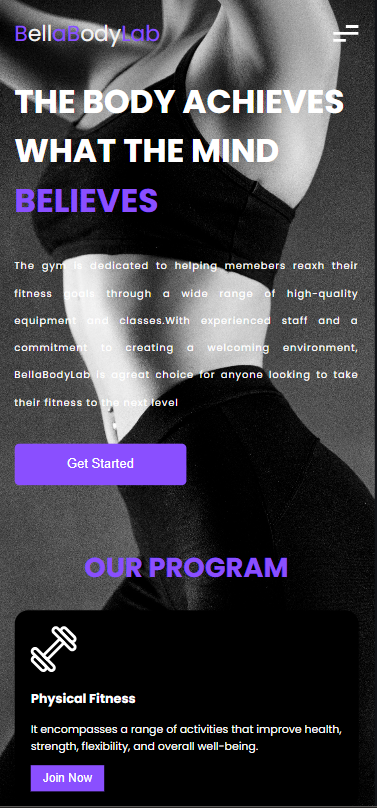 BellaBodyLab
THE BODY ACHIEVES
WHAT THE MIND
BELIEVES
The gym is dedicated to helping memebers reaxh their
fitness goals through a wide range of high-quality
equipment and classes.With experienced staff and a
commitment to creating a welcoming environment,
BellaBodyLab is agreat choice for anyone looking to take
their fitness to the next level
Get Started
OUR PROGRAM
Physical Fitness
It encompasses a range of activities that improve health,
strength, flexibility, and overall well-being.
Join Now